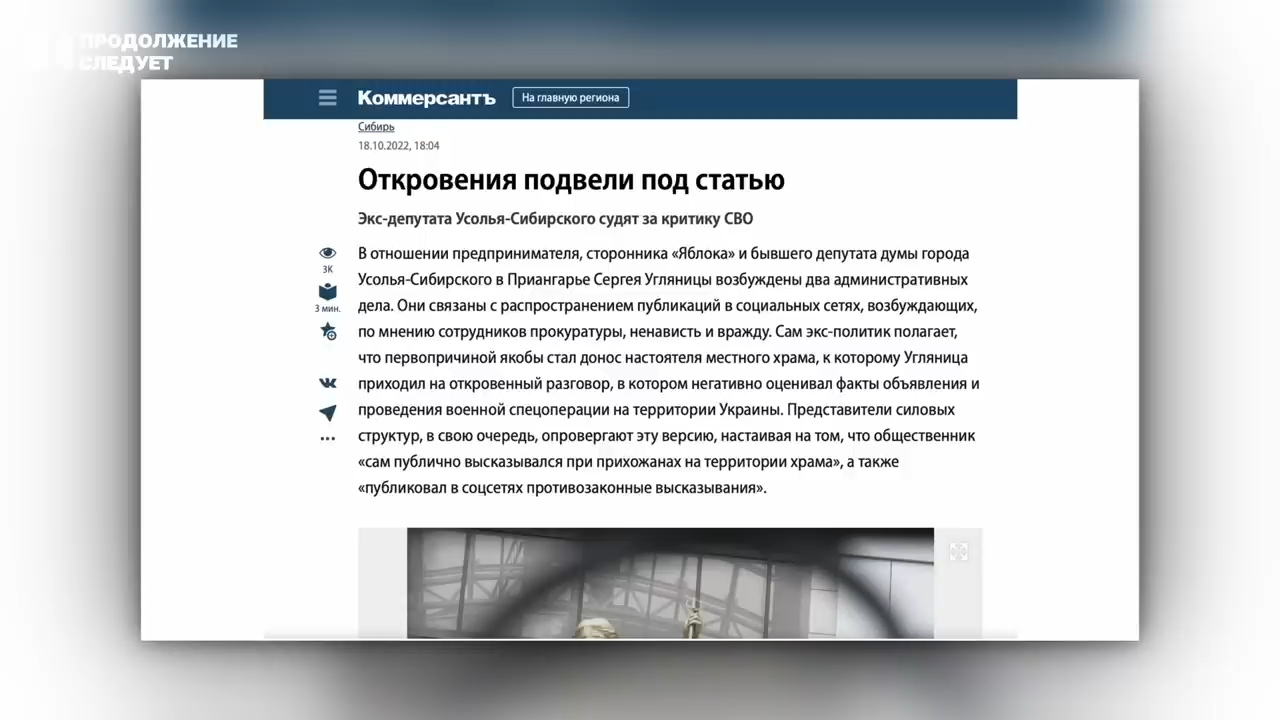 ПРОДОЛЖЕНИЕ
СЛЕДУЕТ
Коммерсантъ
На главную региона
Сибирь
18.10.2022, 18:04
Откровения подвели под статью
Экс-депутата Усолья-Сибирского судят за критику СВО
3K
3 мин.
В отношении предпринимателя, сторонника «Яблока» и бывшего депутата думы города
Усолья-Сибирского в Приангарье Сергея Угляницы возбуждены два административных
дела. Они связаны с распространением публикаций в социальных сетях, возбуждающих,
по мнению сотрудников прокуратуры, ненависть и вражду. Сам экс-политик полагает,
что первопричиной якобы стал донос настоятеля местного храма, к которому Угляница
приходил на откровенный разговор, в котором негативно оценивал факты объявления и
проведения военной спецоперации на территории Украины. Представители силовых
структур, в свою очередь, опровергают эту версию, настаивая на том, что общественник
«сам публично высказывался при прихожанах на территории храма», а также
«публиковал в соцсетях противозаконные высказывания».